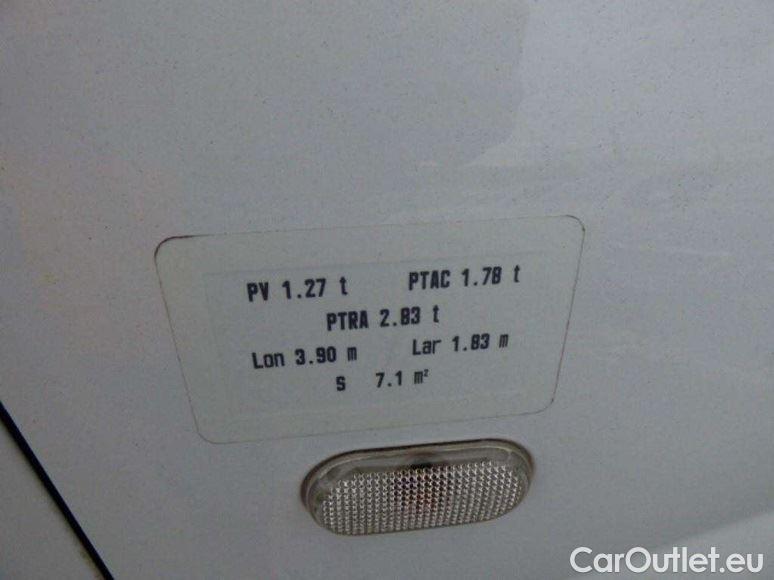 PV 1.27 t PTAC 1.78 t
PTRA 2.83 t
Lon 3.90 m Lar 1.83 m
S 7.1 m²
CarOutlet.eu